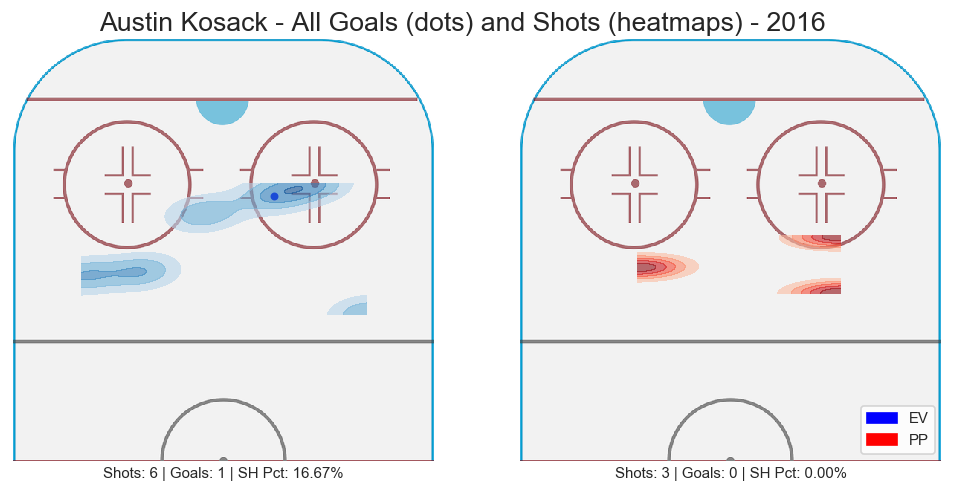 Austin Kosack - All Goals (dots) and Shots (heatmaps) - 2016
EV
PP
Shots: 6 | Goals: 1 | SH Pct: 16.67%
Shots: 3 | Goals: 0 | SH Pct: 0.00%